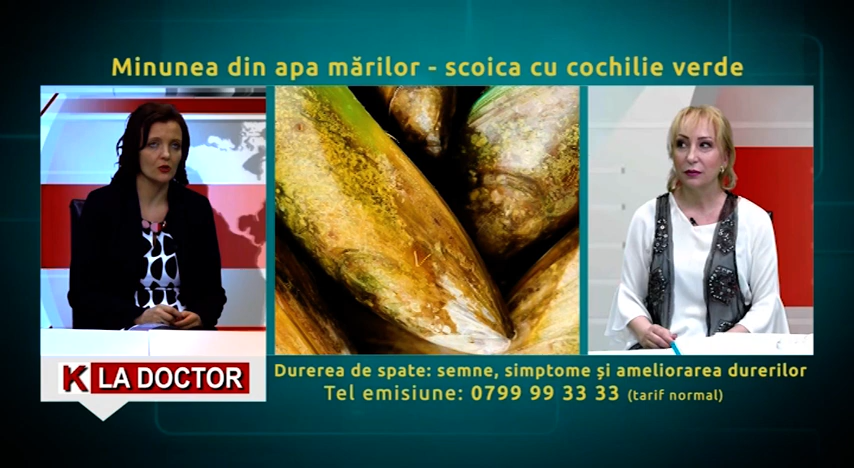 Minunea din apa mărilor - scoica cu cochilie verde
K LA DOCTOR
Durerea de spate: semne, simptome și ameliorarea durerilor
Tel emisiune: 0799 99 33 33 (tarif normal)